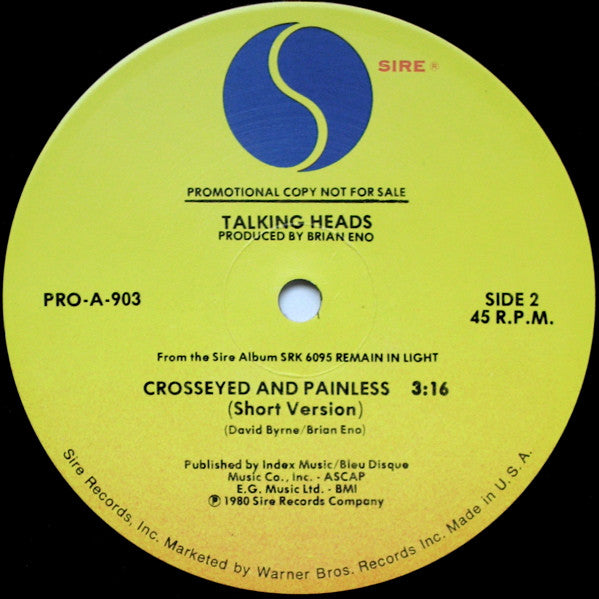 SIRE ®
PROMOTIONAL COPY NOT FOR SALE
TALKING HEADS
PRODUCED BY BRIAN ENO
PRO-A-903
SIDE 2
45 R.P.M.
From the Sire Album SRK 6095 REMAIN IN LIGHT
CROSSEYED AND PAINLESS 3:16
(Short Version)
(David Byrne/Brian Eno)
Published by Index Music/Bleu Disque
Music Co., Inc. - ASCAP
E.G. Music Ltd. - BMI
℗ 1980 Sire Records Company
Sire Records, Inc. Marketed by Warner Bros. Records Inc. Made in U.S.A.